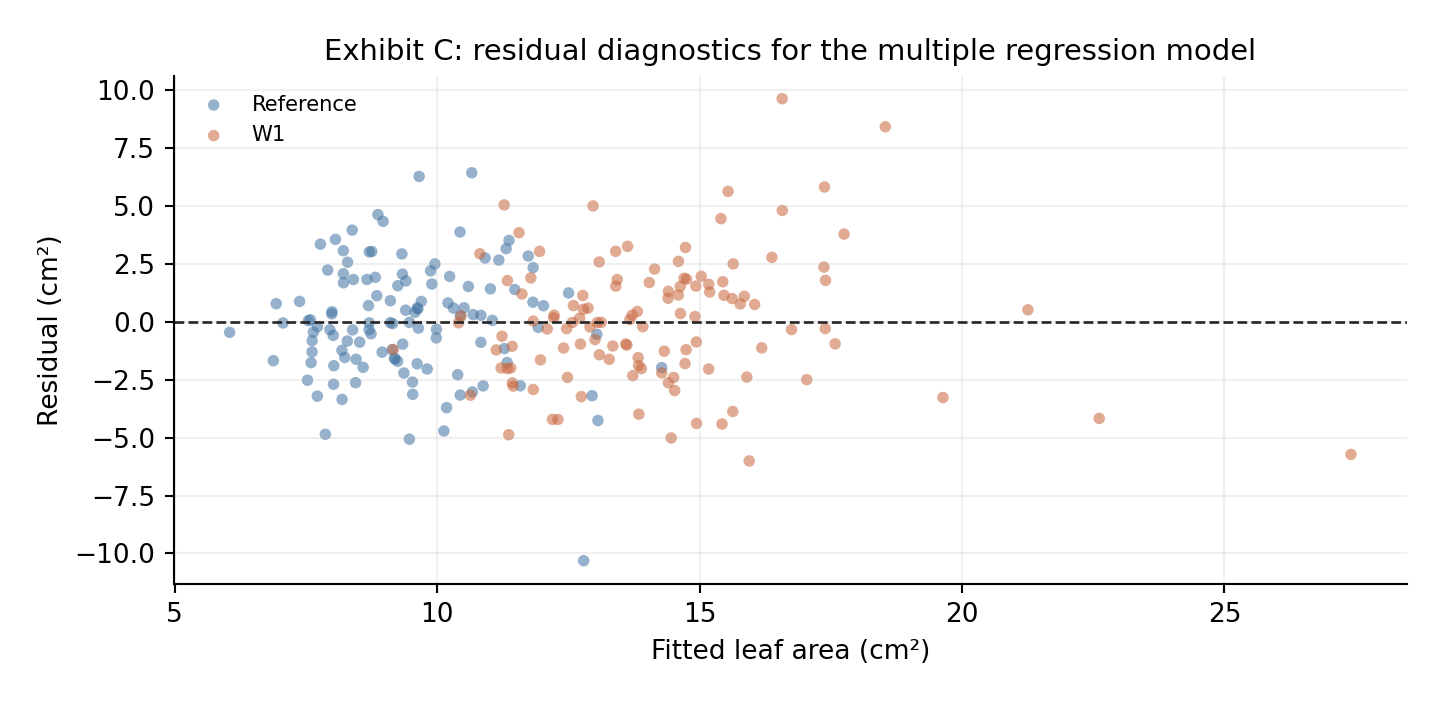 Exhibit C: residual diagnostics for the multiple regression model
Reference
W1
10.0
7.5
5.0
2.5
0.0
−2.5
−5.0
−7.5
−10.0
Residual (cm²)
5
10
15
20
25
Fitted leaf area (cm²)